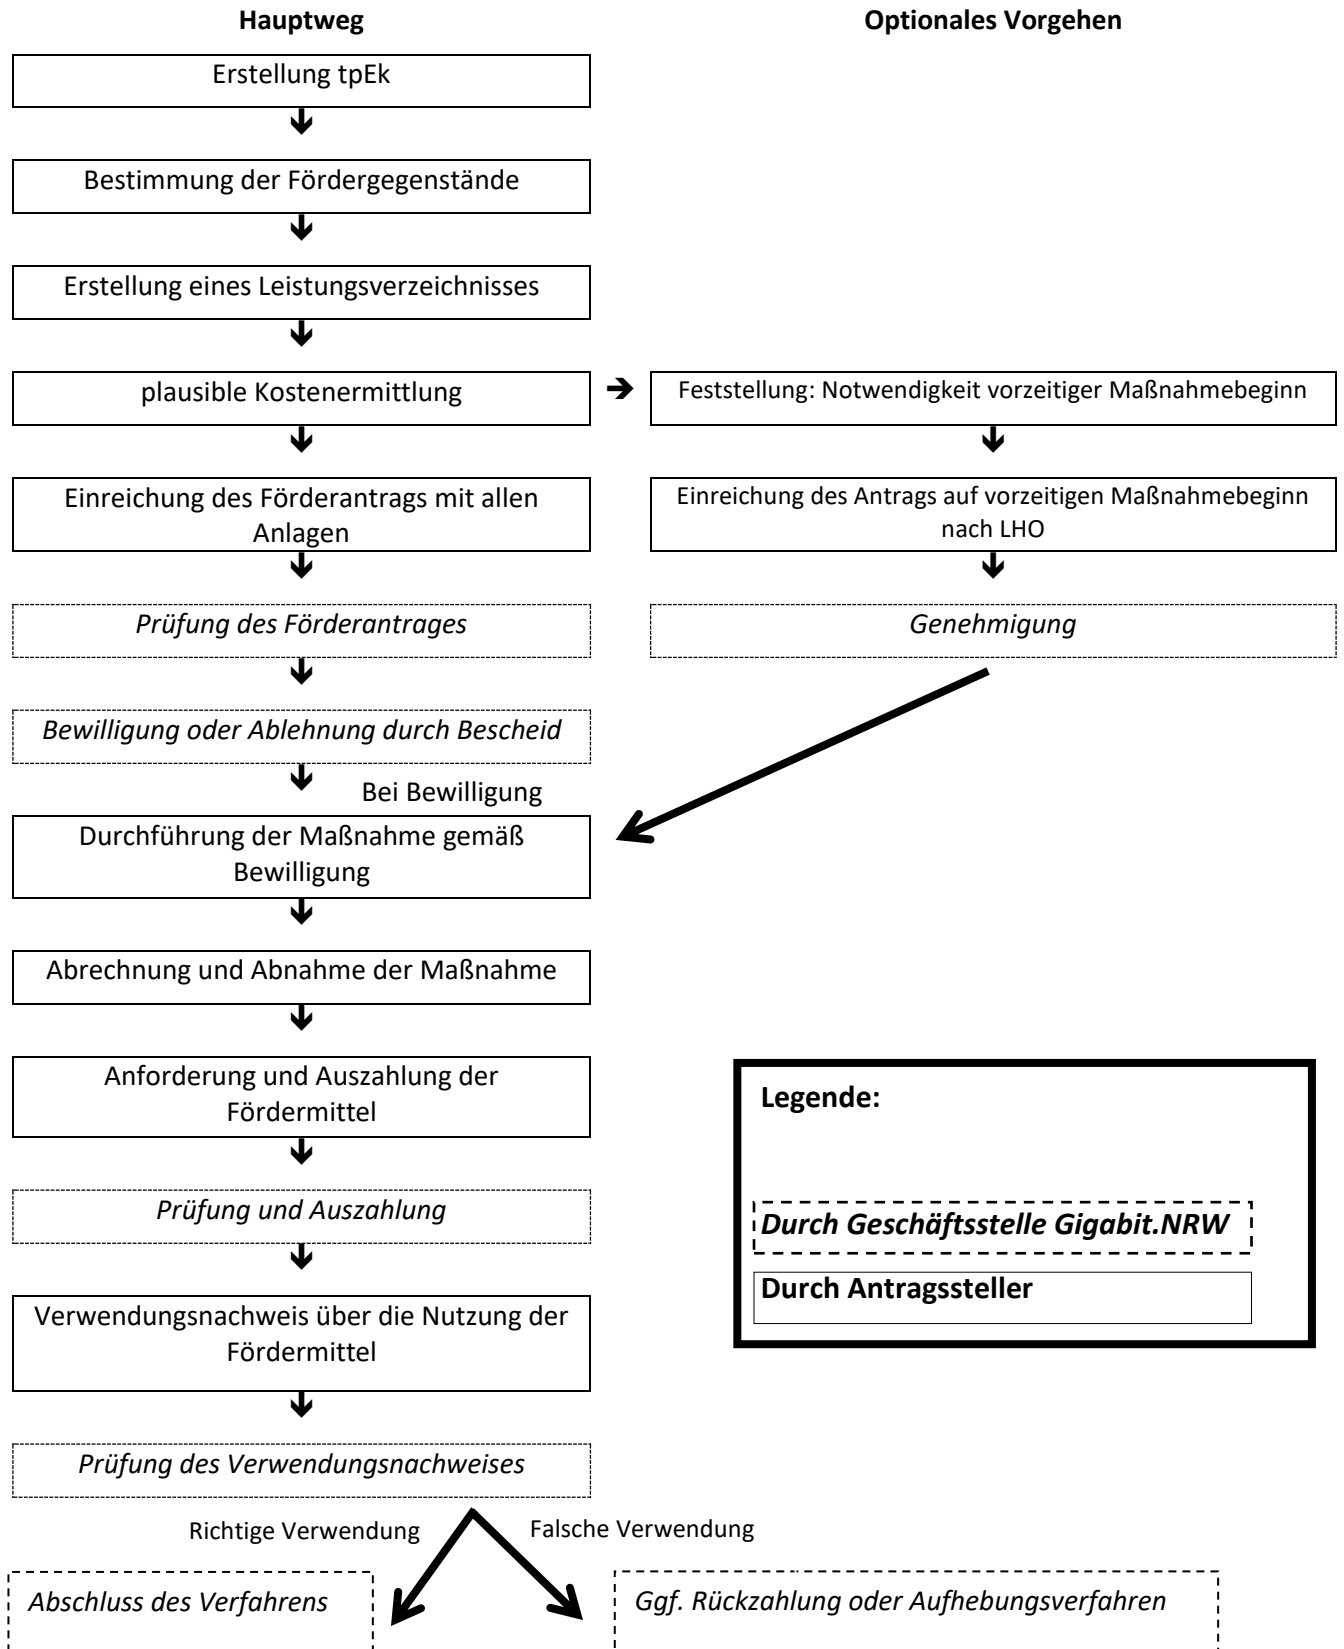 Hauptweg
Optionales Vorgehen
Erstellung tpEk
Bestimmung der Fördergegenstände
Erstellung eines Leistungsverzeichnisses
plausible Kostenermittlung
Feststellung: Notwendigkeit vorzeitiger Maßnahmebeginn
Einreichung des Förderantrags mit allen
Anlagen
Einreichung des Antrags auf vorzeitigen Maßnahmebeginn
nach LHO
Prüfung des Förderantrages
Genehmigung
Bewilligung oder Ablehnung durch Bescheid
Bei Bewilligung
Durchführung der Maßnahme gemäß
Bewilligung
Abrechnung und Abnahme der Maßnahme
Anforderung und Auszahlung der
Fördermittel
Prüfung und Auszahlung
Verwendungsnachweis über die Nutzung der
Fördermittel
Prüfung des Verwendungsnachweises
Richtige Verwendung
Falsche Verwendung
Abschluss des Verfahrens
Ggf. Rückzahlung oder Aufhebungsverfahren
Legende:
Durch Geschäftsstelle Gigabit.NRW
Durch Antragssteller